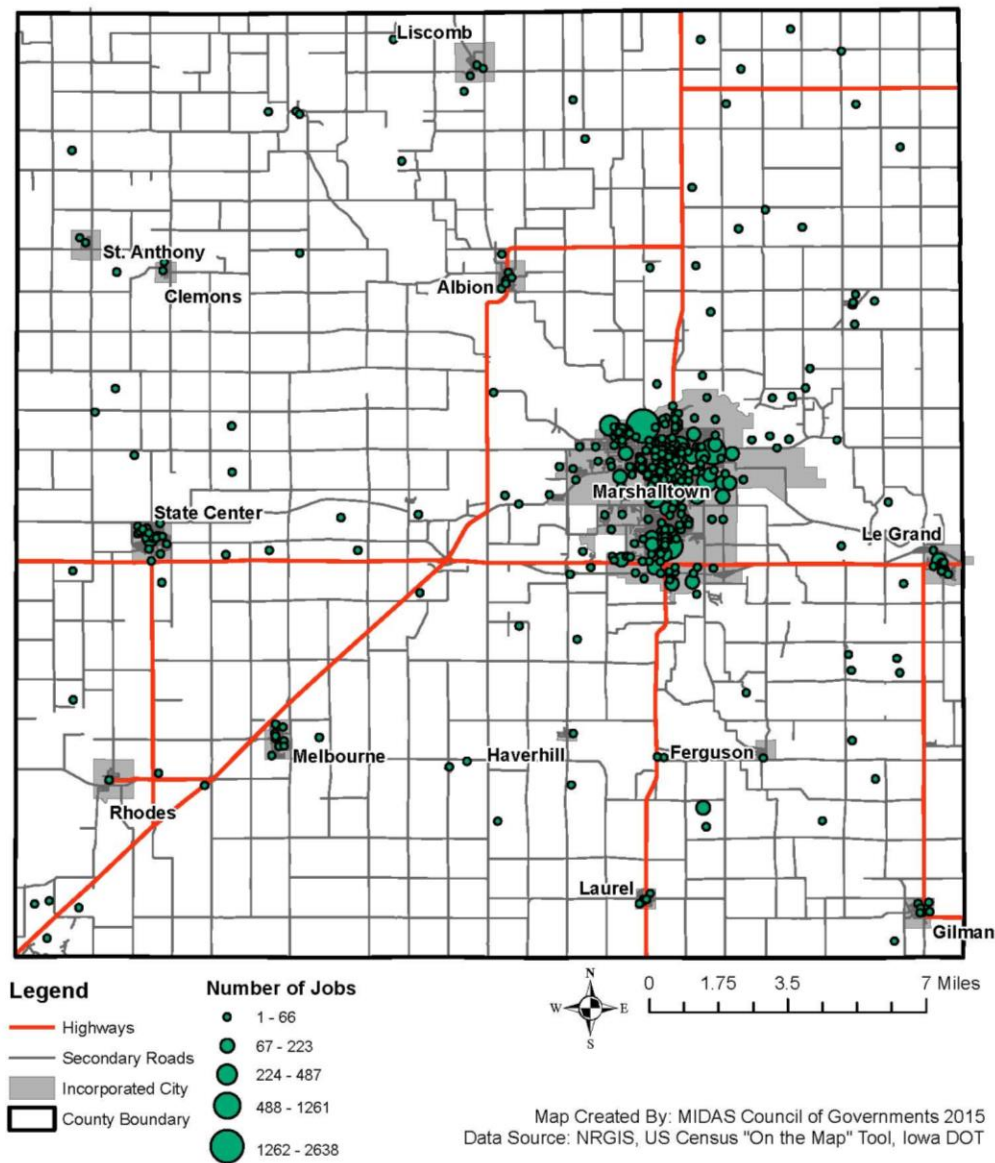 Liscomb
St. Anthony
Clemons
Albion
Marshalltown
State Center
Le Grand
Melbourne
Haverhill
Ferguson
Rhodes
Laurel
Gilman
Legend
Highways
Secondary Roads
Incorporated City
County Boundary
Number of Jobs
1 - 66
67 - 223
224 - 487
488 - 1261
1262 - 2638
N
W E
S
0 1.75 3.5 7 Miles
Map Created By: MIDAS Council of Governments 2015
Data Source: NRGIS, US Census "On the Map" Tool, Iowa DOT